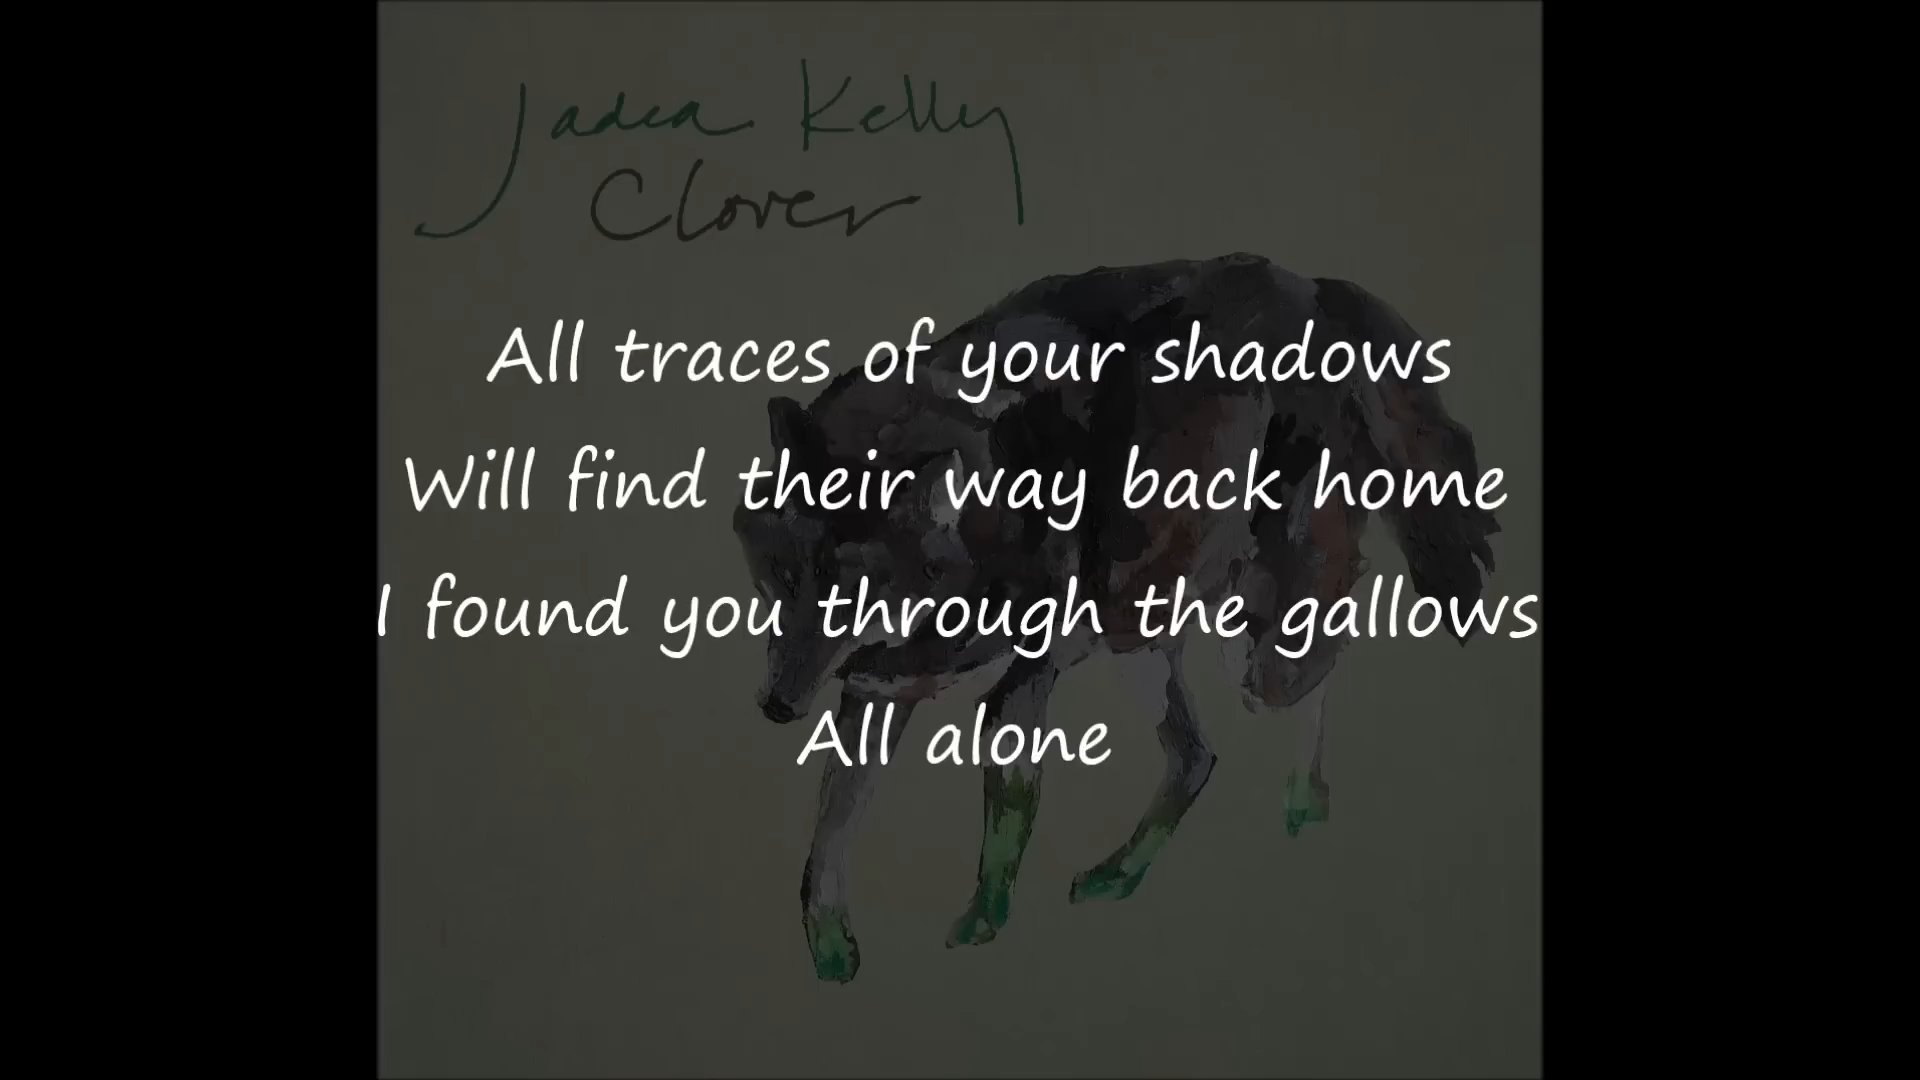 Jadea Kelly
Clover
All traces of your shadows
Will find their way back home
I found you through the gallows
All alone